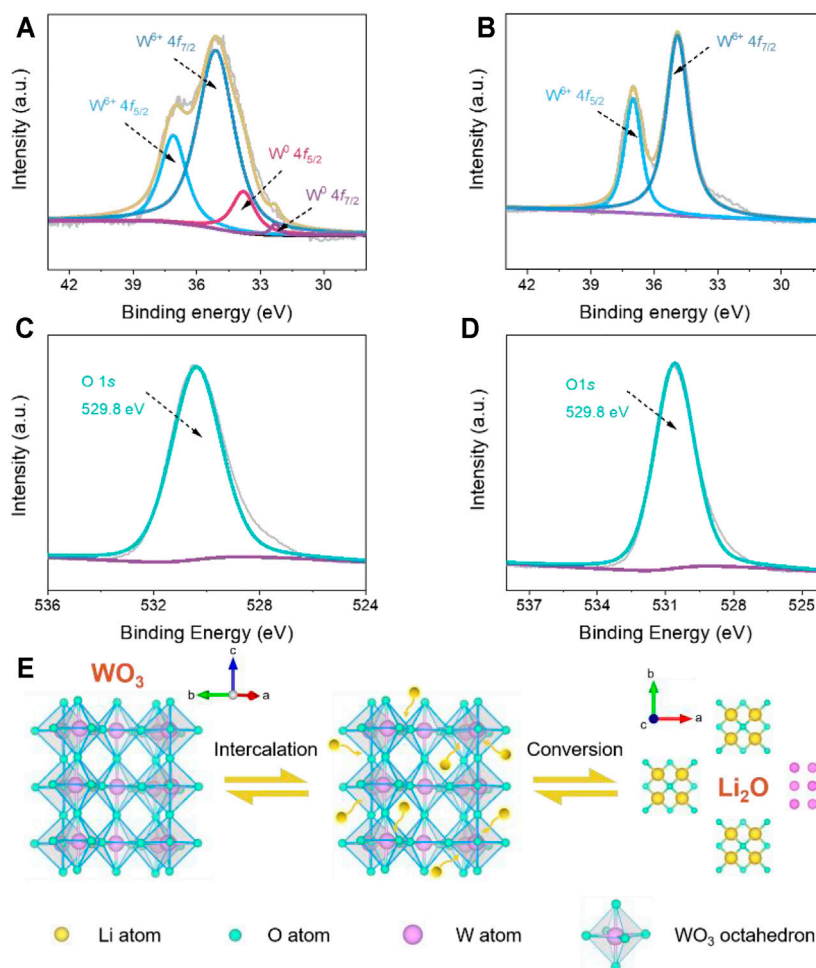 A
W⁶⁺ 4f₇/₂
W⁶⁺ 4f₅/₂
W⁰ 4f₅/₂
W⁰ 4f₇/₂
Intensity (a.u.)
42 39 36 33 30
Binding energy (eV)
B
W⁶⁺ 4f₇/₂
W⁶⁺ 4f₅/₂
Intensity (a.u.)
42 39 36 33 30
Binding energy (eV)
C
O 1s
529.8 eV
Intensity (a.u.)
536 532 528 524
Binding Energy (eV)
D
O1s
529.8 eV
Intensity (a.u.)
537 534 531 528 525
Binding Energy (eV)
E
WO₃
c
b a
Intercalation
Conversion
b
c a
Li₂O
Li atom
O atom
W atom
WO₃ octahedron